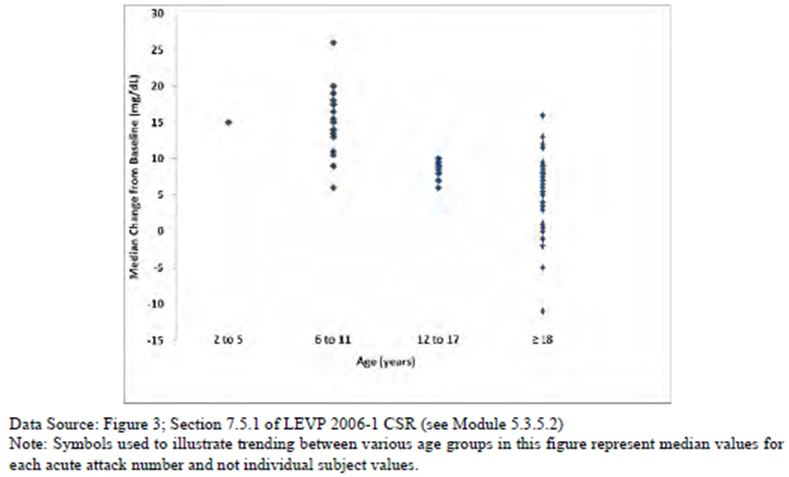 30
25
20
15
10
5
0
-5
-10
-15
Median Change from Baseline (mg/dL)
2 to 5 6 to 11 12 to 17 ≥ 18
Age (years)
Data Source: Figure 3; Section 7.5.1 of LEVP 2006-1 CSR (see Module 5.3.5.2)
Note: Symbols used to illustrate trending between various age groups in this figure represent median values for
each acute attack number and not individual subject values.